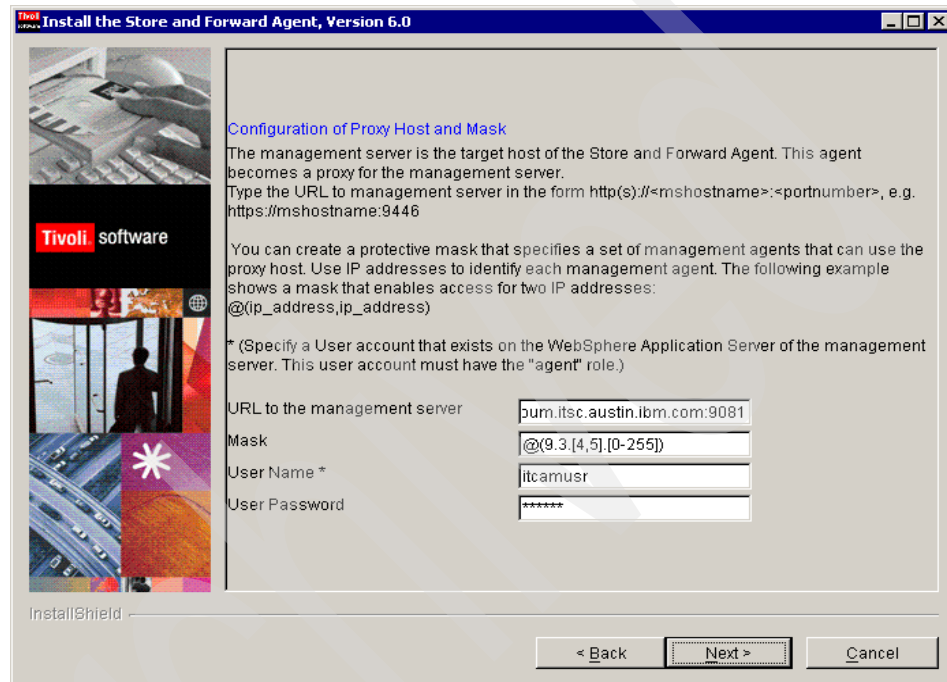 Install the Store and Forward Agent, Version 6.0
Configuration of Proxy Host and Mask
The management server is the target host of the Store and Forward Agent. This agent
becomes a proxy for the management server.
Type the URL to management server in the form http(s)://<mshostname>:<portnumber>, e.g.
https://mshostname:9446
You can create a protective mask that specifies a set of management agents that can use the
proxy host. Use IP addresses to identify each management agent. The following example
shows a mask that enables access for two IP addresses:
@(ip_address,ip_address)
* (Specify a User account that exists on the WebSphere Application Server of the management
server. This user account must have the "agent" role.)
Tivoli. software
URL to the management server
.itsc.austin.ibm.com:9081
Mask
@(9.3.[4,5].[0-255])
User Name *
itcamusr
User Password
******
InstallShield
< Back
Next >
Cancel